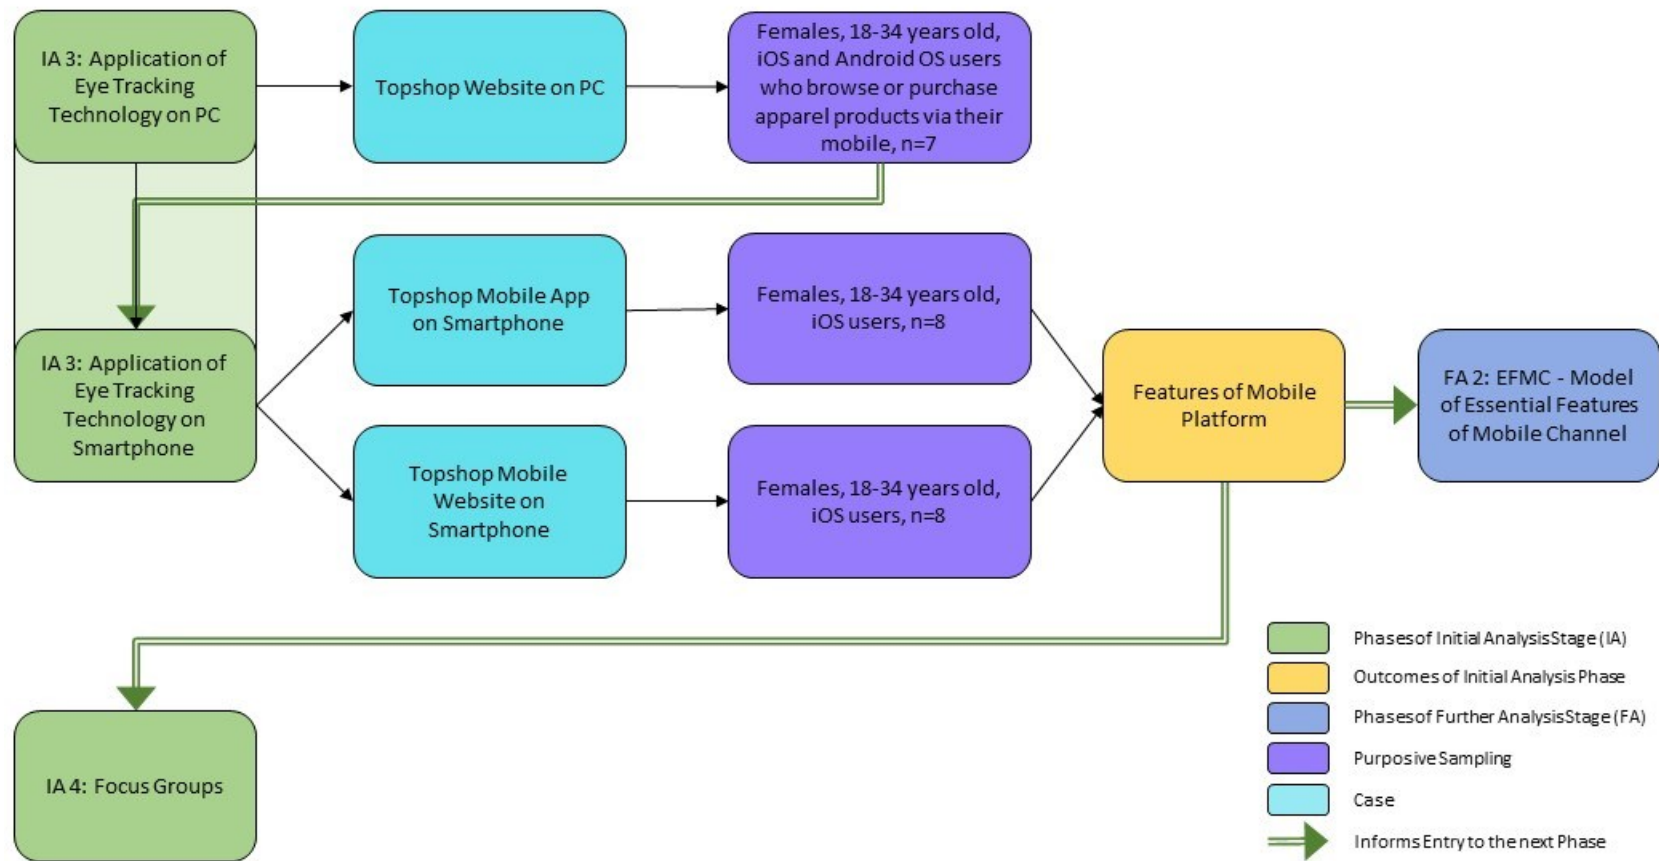 IA 3: Application of
Eye Tracking
Technology on PC
Topshop Website on PC
Females, 18-34 years old,
iOS and Android OS users
who browse or purchase
apparel products via their
mobile, n=7
IA 3: Application of
Eye Tracking
Technology on
Smartphone
Topshop Mobile App
on Smartphone
Females, 18-34 years old,
iOS users, n=8
Topshop Mobile
Website on
Smartphone
Females, 18-34 years old,
iOS users, n=8
Features of Mobile
Platform
FA 2: EFMC - Model
of Essential Features
of Mobile Channel
IA 4: Focus Groups
Phases of Initial Analysis Stage (IA)
Outcomes of Initial Analysis Phase
Phases of Further Analysis Stage (FA)
Purposive Sampling
Case
Informs Entry to the next Phase